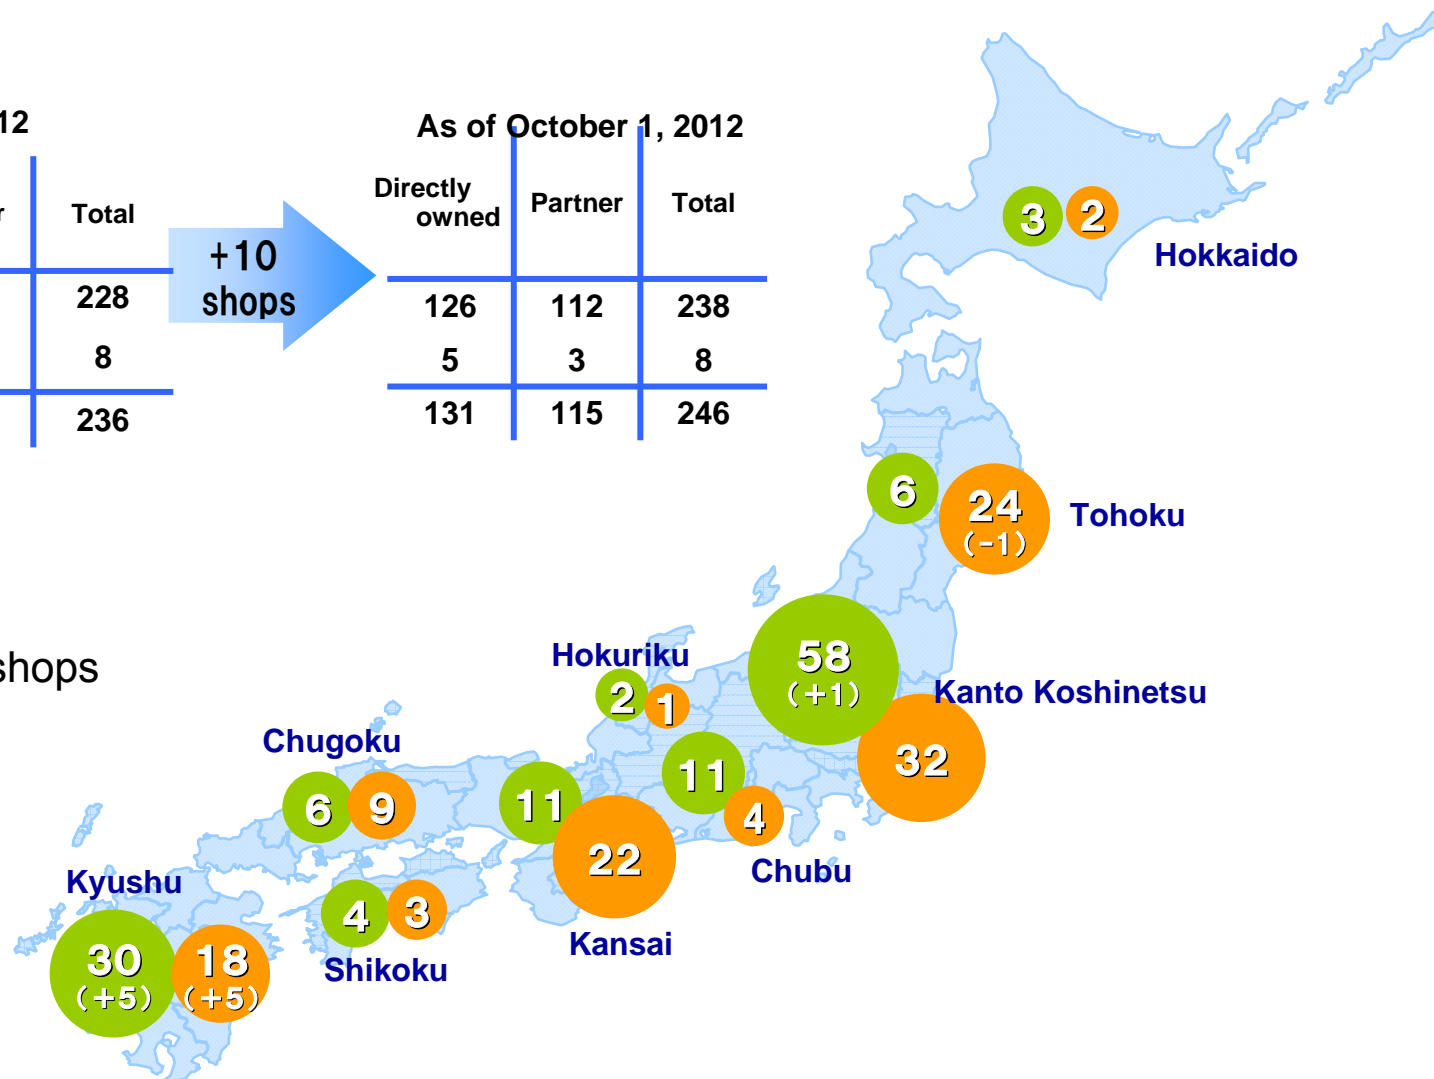 12
As of October 1, 2012
r
Total
Directly
owned
Partner
Total
+10
shops
228
126
112
238
8
5
3
8
236
131
115
246
3
2
Hokkaido
6
24
(-1)
Tohoku
shops
Hokuriku
2
1
58
(+1)
Kanto Koshinetsu
32
Chugoku
6
9
11
22
Kansai
11
4
Chubu
Kyushu
30
(+5)
18
(+5)
4
3
Shikoku